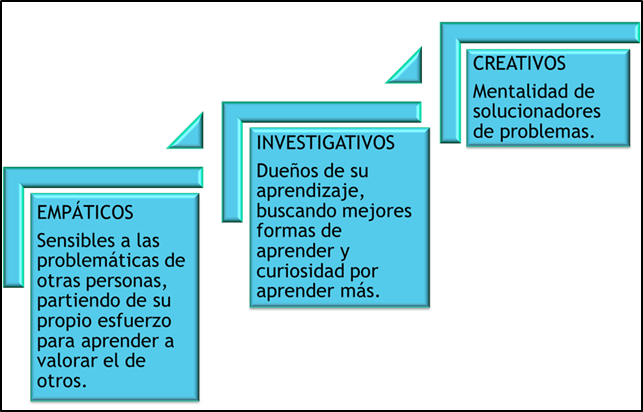 EMPÁTICOS
Sensibles a las
problemáticas de
otras personas,
partiendo de su
propio esfuerzo
para aprender a
valorar el de
otros.
INVESTIGATIVOS
Dueños de su
aprendizaje,
buscando mejores
formas de
aprender y
curiosidad por
aprender más.
CREATIVOS
Mentalidad de
solucionadores
de problemas.